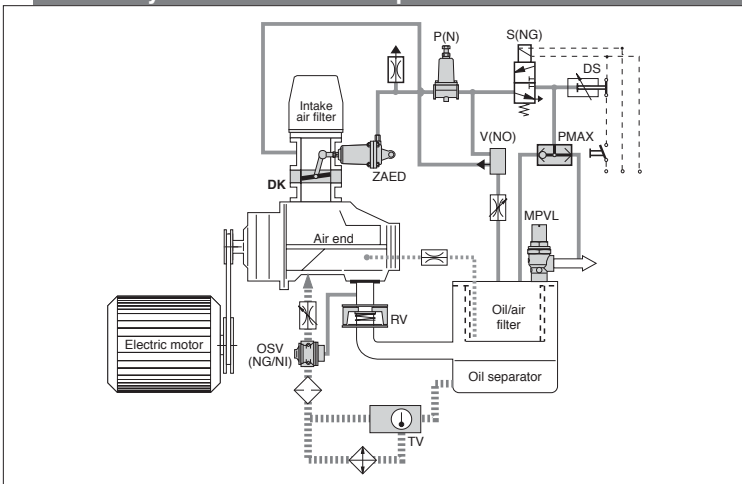 P(N)
S(NG)
DS
Intake
air filter
V(NO)
PMAX
ZAED
DK
MPVL
Air end
Oil/air
filter
RV
Electric motor
OSV
(NG/NI)
Oil separator
TV